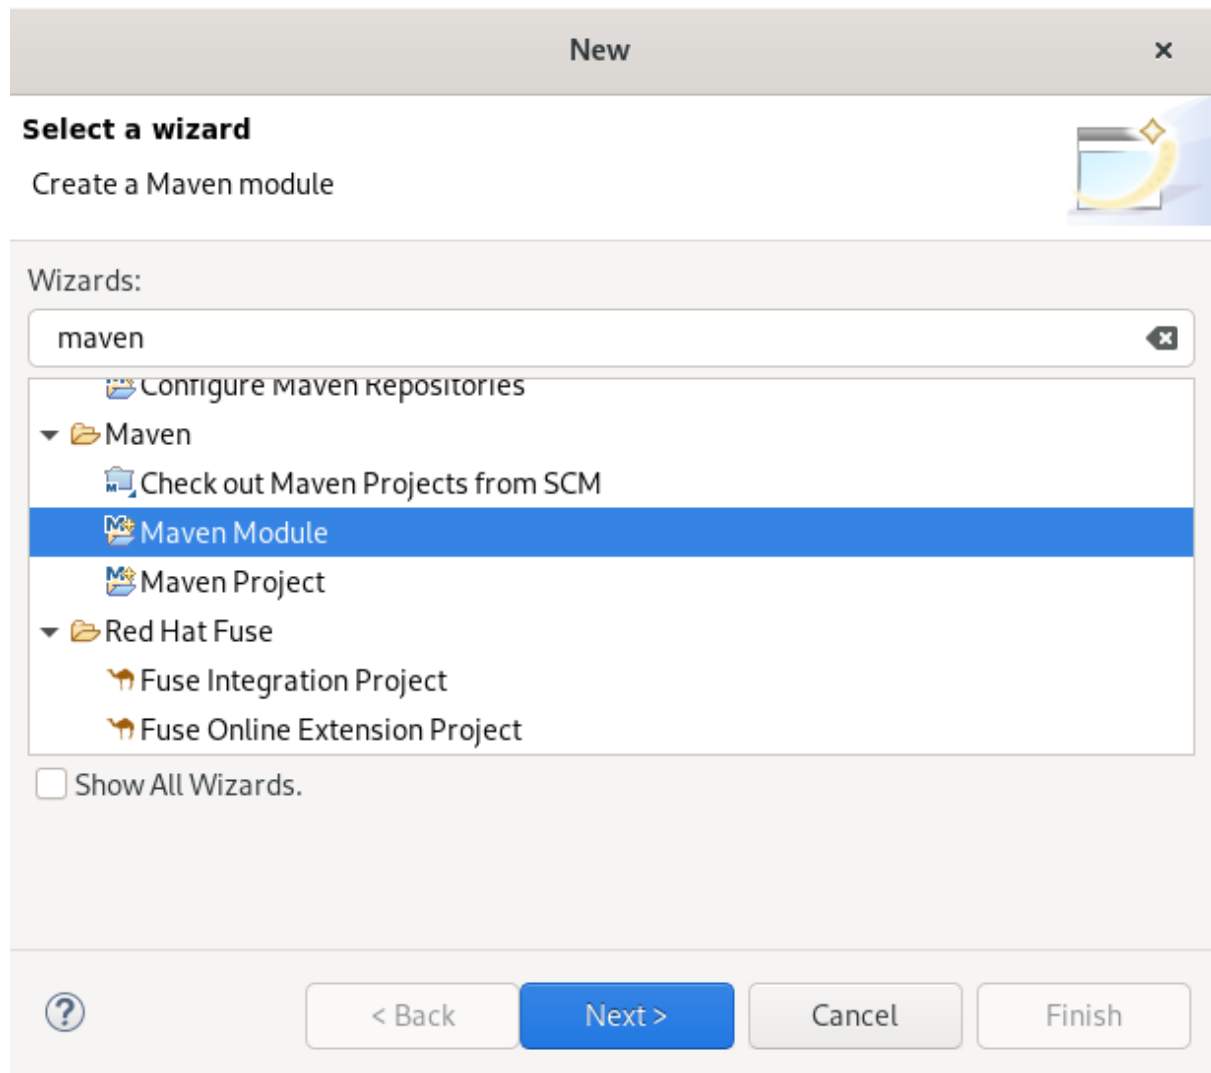 New
Select a wizard
Create a Maven module
Wizards:
maven
Configure Maven Repositories
Maven
Check out Maven Projects from SCM
Maven Module
Maven Project
Red Hat Fuse
Fuse Integration Project
Fuse Online Extension Project
Show All Wizards.
< Back Next > Cancel Finish